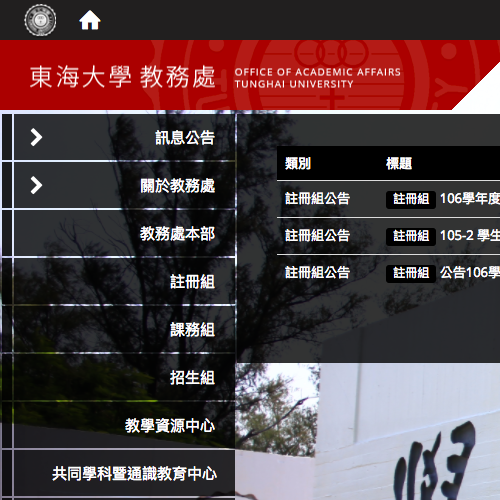 東海大學 教務處
OFFICE OF ACADEMIC AFFAIRS
TUNGHAI UNIVERSITY
訊息公告
關於教務處
教務處本部
註冊組
課務組
招生組
教學資源中心
共同學科暨通識教育中心
類別 標題
註冊組公告 註冊組 106學年度
註冊組公告 註冊組 105-2 學生
註冊組公告 註冊組 公告106學